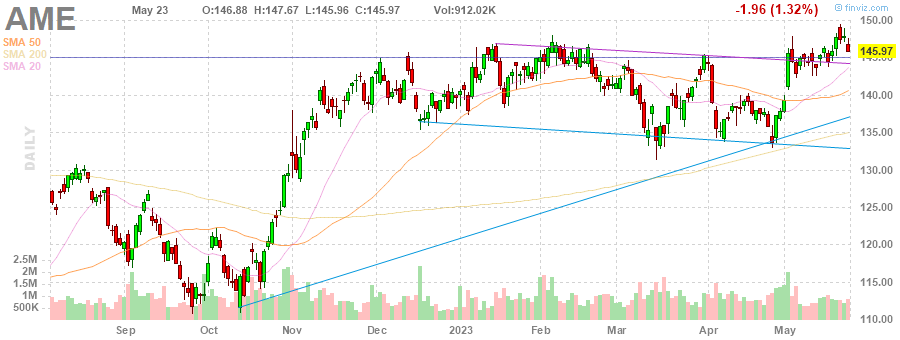 AME May 23 O:146.88 H:147.67 L:145.96 C:145.97 Vol:912.02K -1.96 (1.32%) © finviz.com
SMA 50
SMA 200
SMA 20
DAILY
150.00
145.97
145.00
140.00
135.00
130.00
125.00
120.00
115.00
110.00
2.5M
2M
1.5M
1M
500K
Sep Oct Nov Dec 2023 Feb Mar Apr May